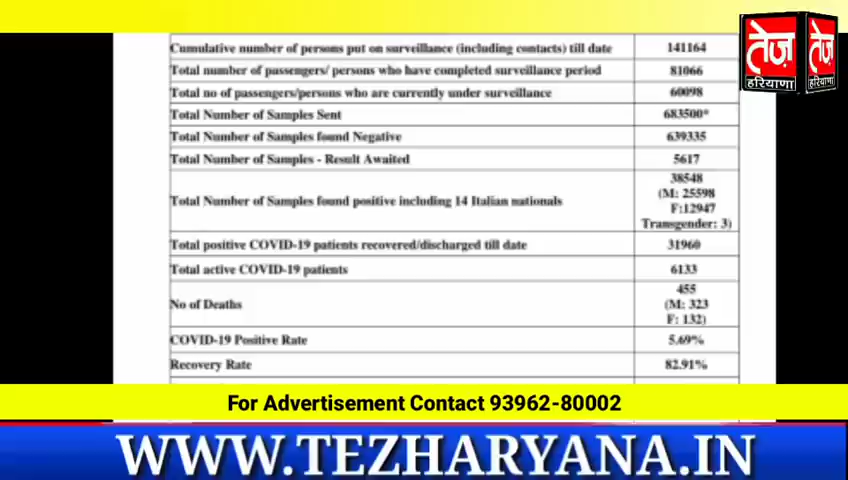 Cumulative number of persons put on surveillance (including contacts) till date 141164
Total number of passengers/ persons who have completed surveillance period 81066
Total no of passengers/persons who are currently under surveillance 60098
Total Number of Samples Sent 683500*
Total Number of Samples found Negative 639335
Total Number of Samples - Result Awaited 5617
Total Number of Samples found positive including 14 Italian nationals 38548
(M: 25598
F:12947
Transgender: 3)
Total positive COVID-19 patients recovered/discharged till date 31960
Total active COVID-19 patients 6133
No of Deaths 455
(M: 323
F: 132)
COVID-19 Positive Rate 5.69%
Recovery Rate 82.91%
तेज़ तेज़
हरियाणा हरियाणा
For Advertisement Contact 93962-80002
WWW.TEZHARYANA.IN